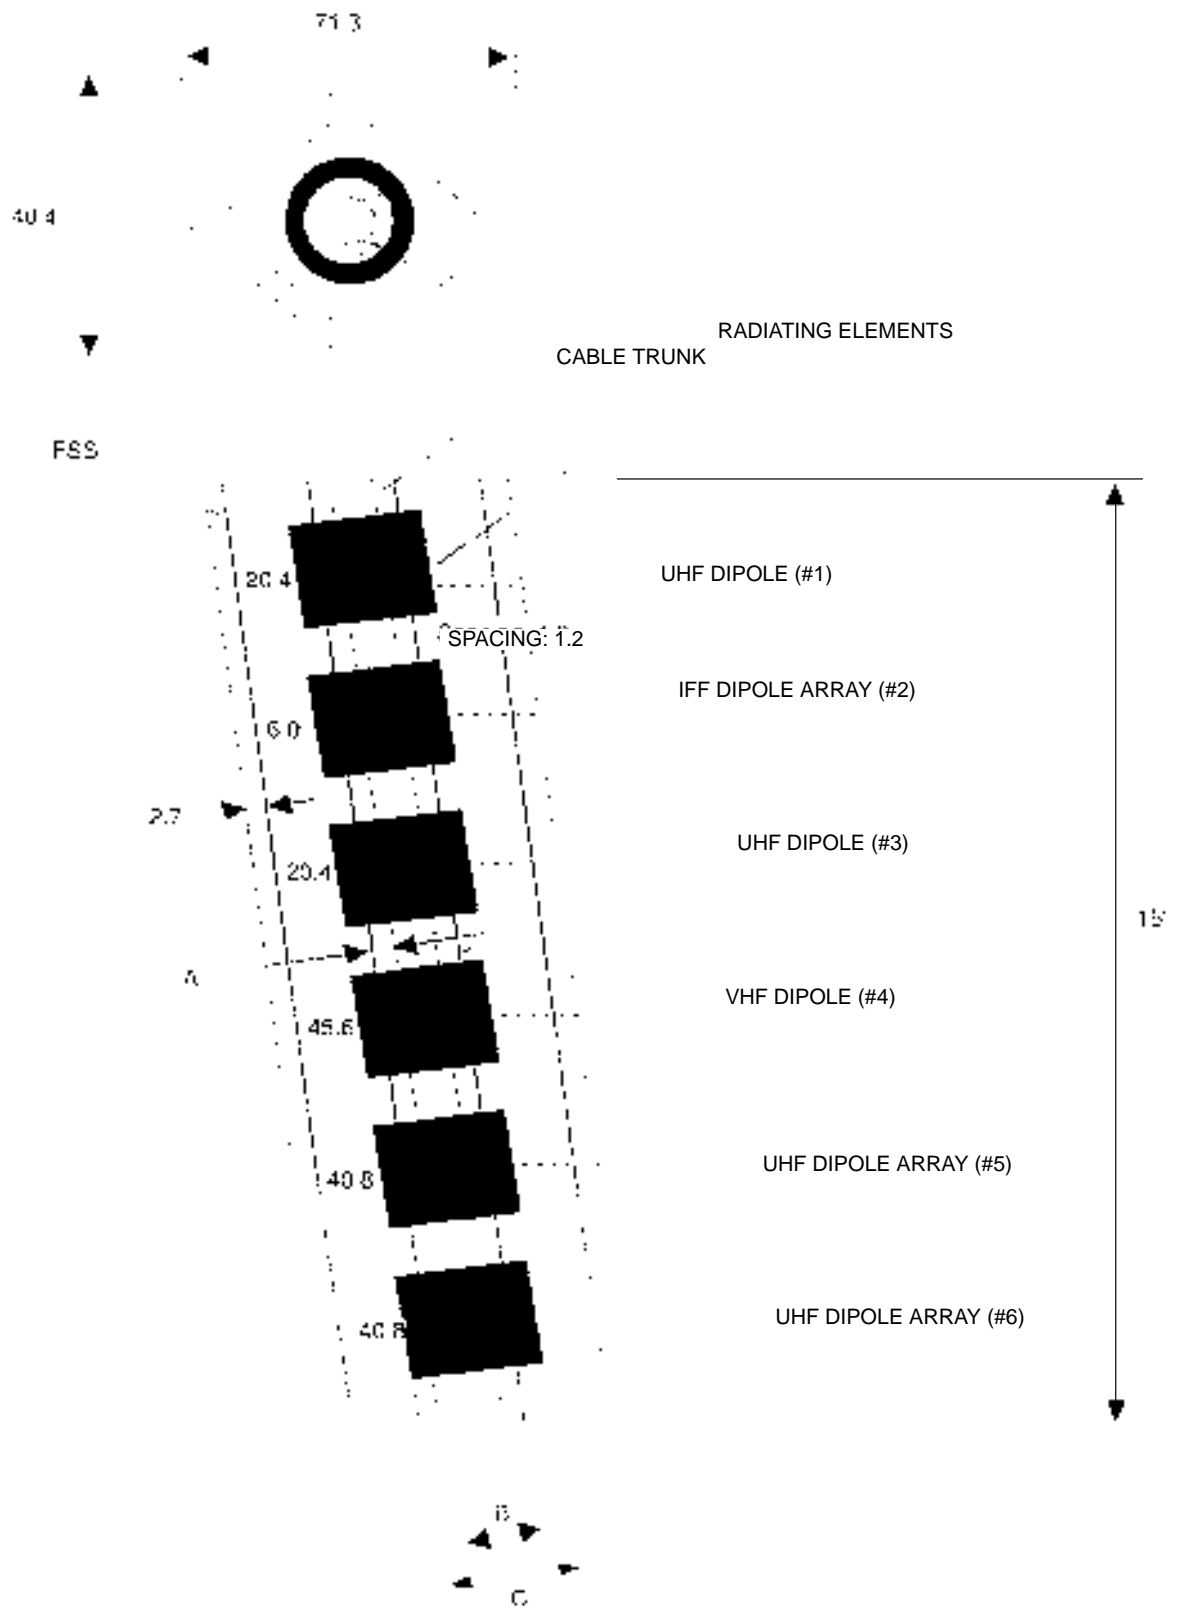 71.3
40.4
RADIATING ELEMENTS
CABLE TRUNK
FSS
20.4
UHF DIPOLE (#1)
SPACING: 1.2
IFF DIPOLE ARRAY (#2)
6.0
2.7
UHF DIPOLE (#3)
20.4
15'
A
VHF DIPOLE (#4)
45.6
UHF DIPOLE ARRAY (#5)
40.8
UHF DIPOLE ARRAY (#6)
40.8
B
C